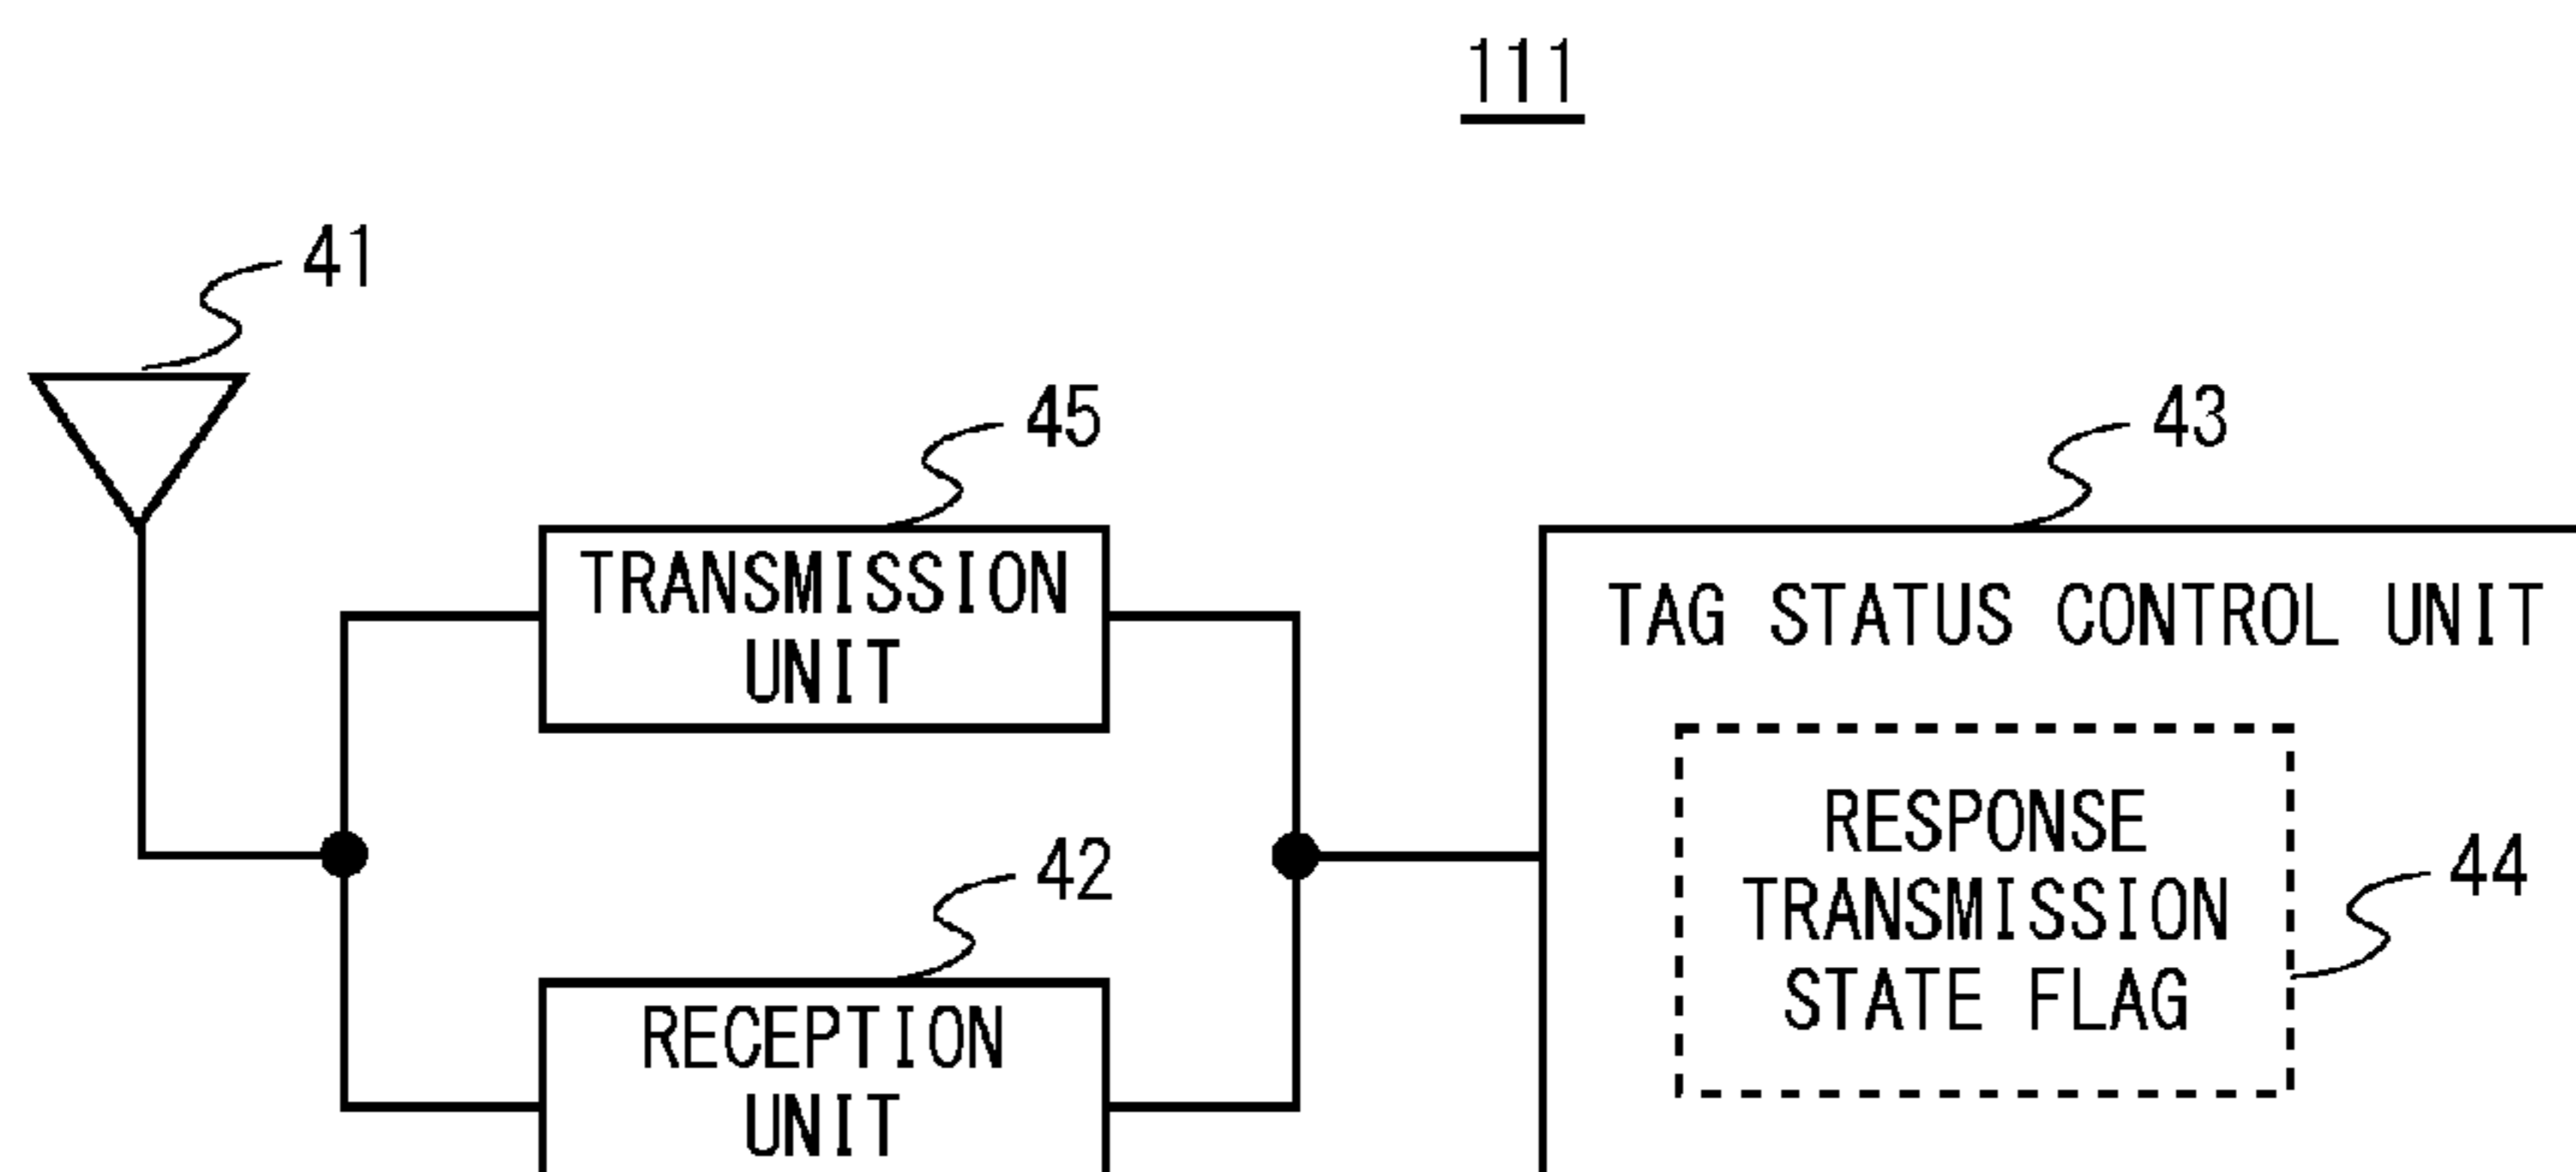 111
41
45
43
TRANSMISSION
UNIT
TAG STATUS CONTROL UNIT
RESPONSE
TRANSMISSION
STATE FLAG
44
42
RECEPTION
UNIT